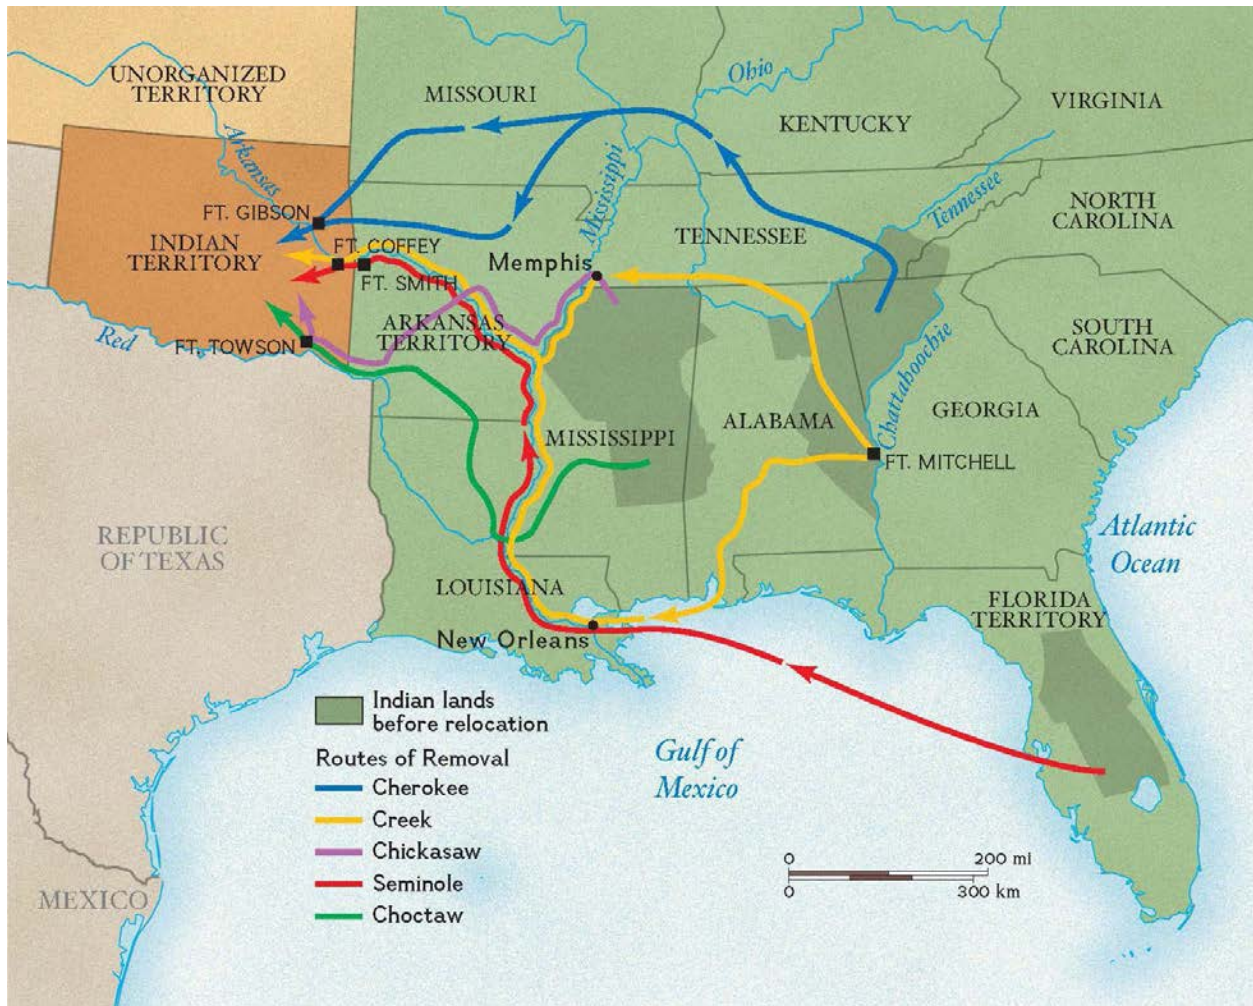 UNORGANIZED
TERRITORY
MISSOURI
Ohio
KENTUCKY
VIRGINIA
Arkansas
Mississippi
Tennessee
NORTH
CAROLINA
FT. GIBSON
INDIAN
TERRITORY
FT. COFFEY
FT. SMITH
Memphis
TENNESSEE
Red
FT. TOWSON
ARKANSAS
TERRITORY
SOUTH
CAROLINA
Chattahoochie
MISSISSIPPI
ALABAMA
GEORGIA
FT. MITCHELL
REPUBLIC
OF TEXAS
Atlantic
Ocean
LOUISIANA
New Orleans
FLORIDA
TERRITORY
Gulf of
Mexico
MEXICO
Indian lands
before relocation
Routes of Removal
Cherokee
Creek
Chickasaw
Seminole
Choctaw
0 200 mi
0 300 km